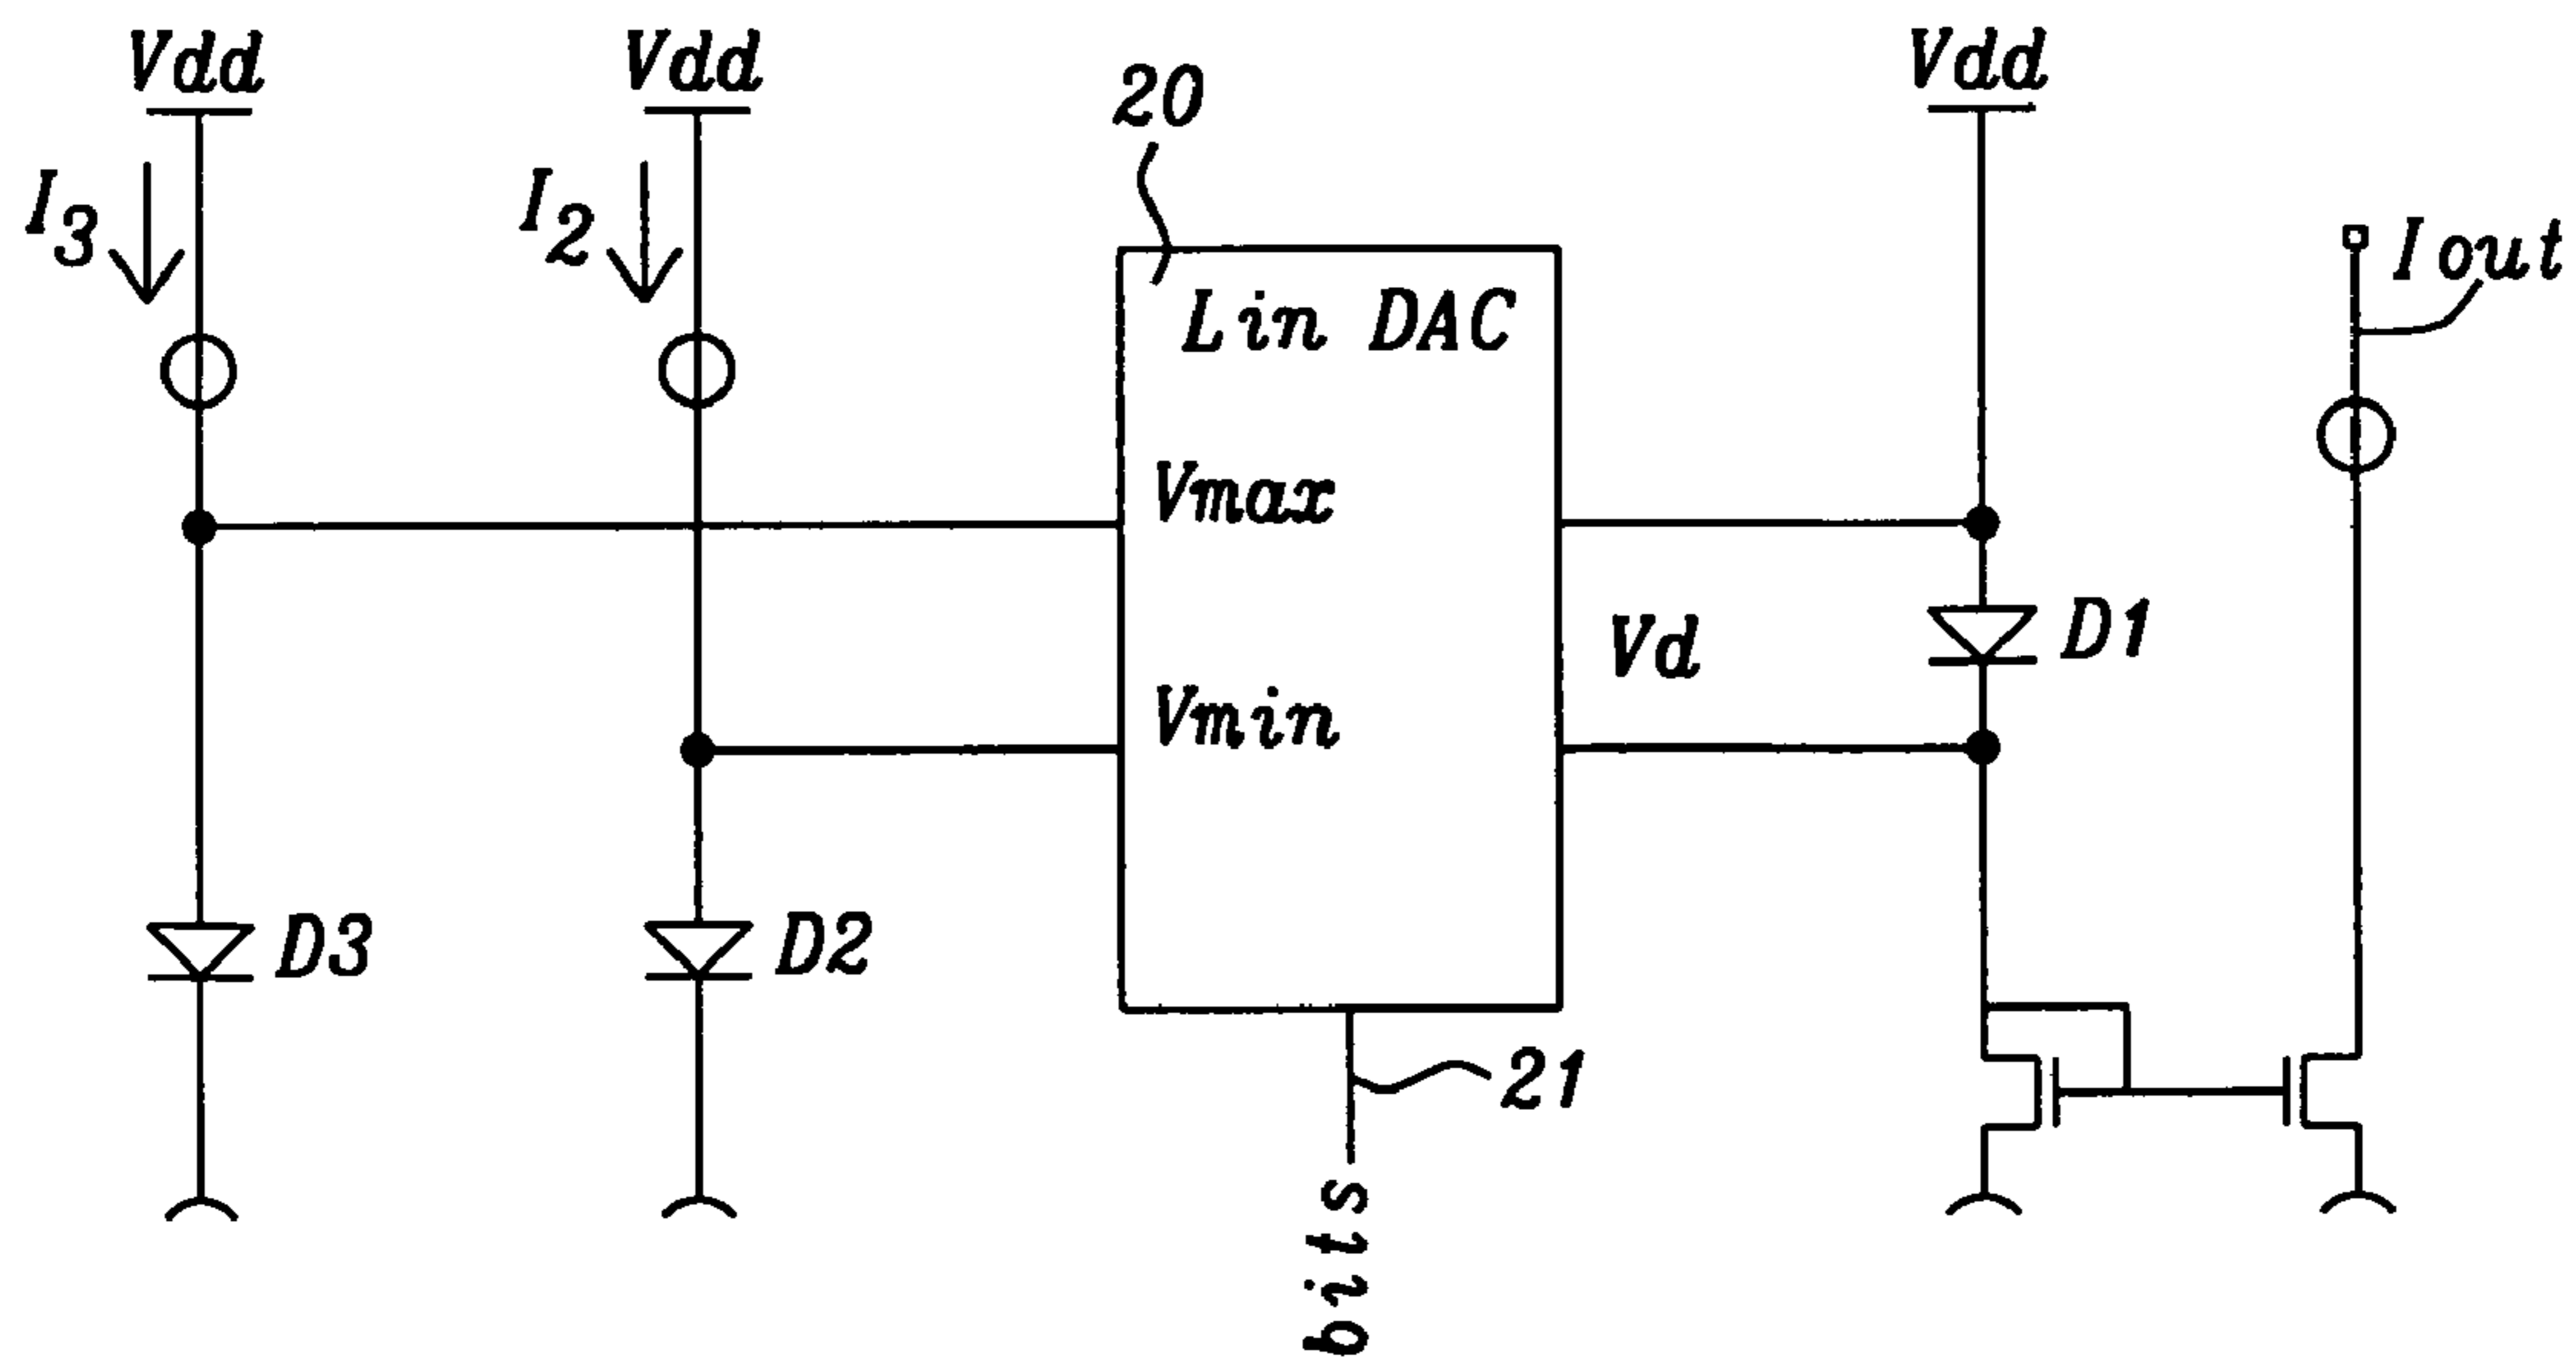 Vdd
Vdd
Vdd
20
I3
I2
Iout
Lin DAC
Vmax
Vd
D1
Vmin
D3
D2
21
bits